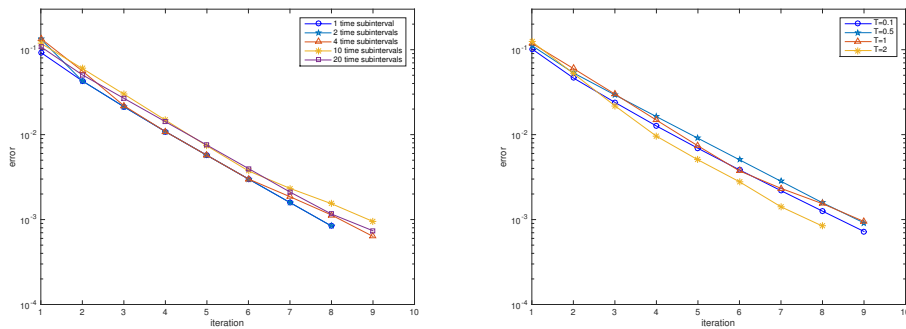 10^-1
10^-2
10^-3
10^-4
error
1 2 3 4 5 6 7 8 9 10
iteration
1 time subinterval
2 time subintervals
4 time subintervals
10 time subintervals
20 time subintervals
10^-1
10^-2
10^-3
10^-4
error
1 2 3 4 5 6 7 8 9 10
iteration
T=0.1
T=0.5
T=1
T=2